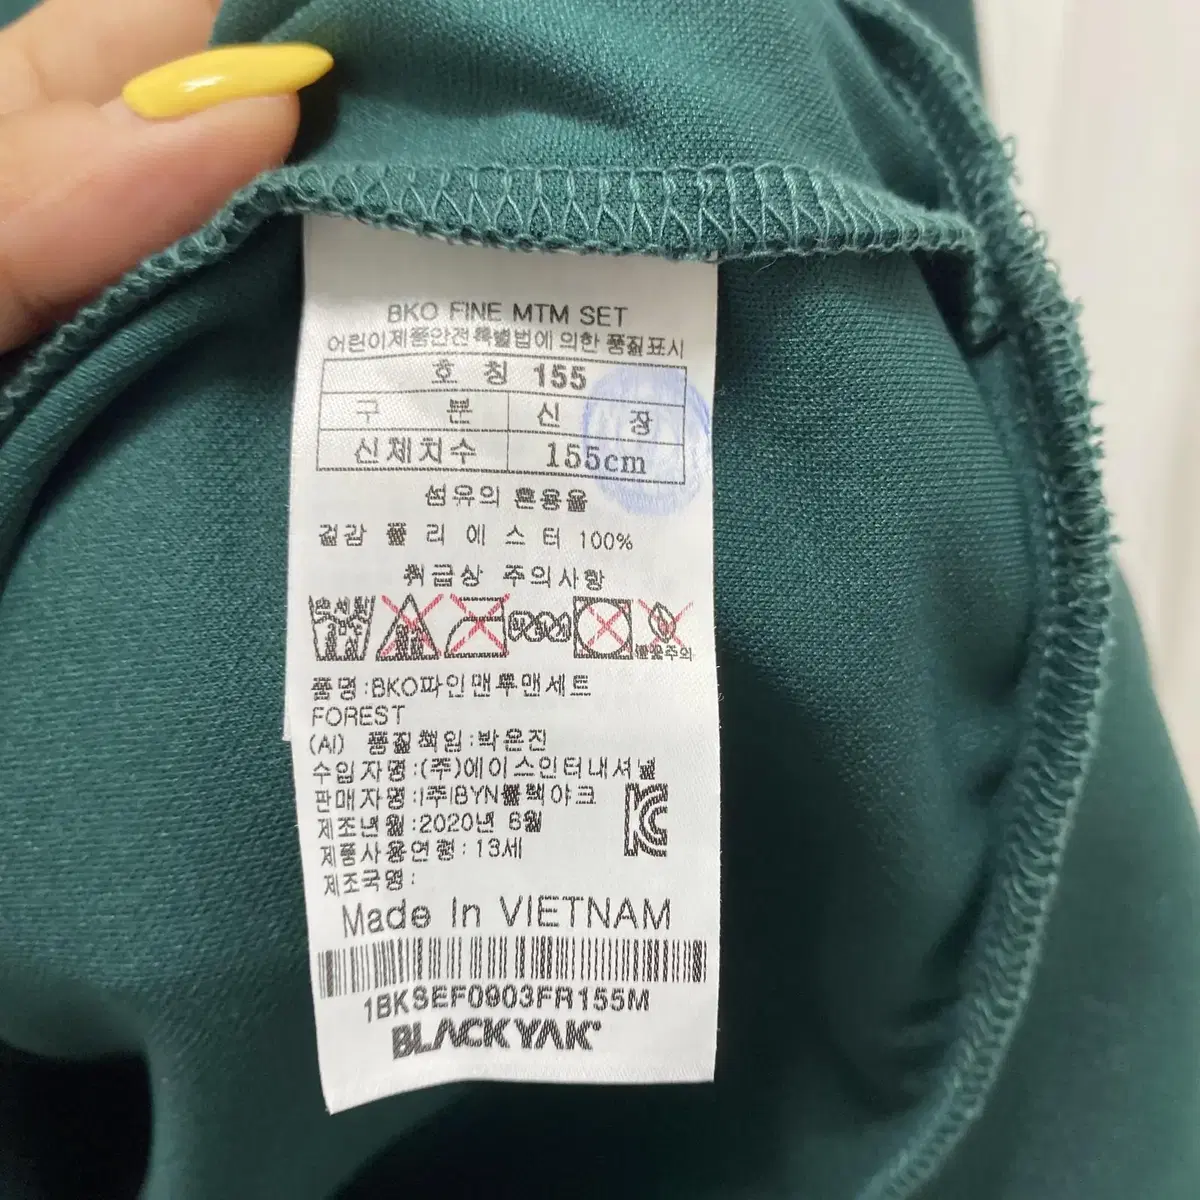 BKO FINE MTM SET
어린이제품안전특별법에 의한 품질표시
호 칭 155
구 분 신 장
신체치수 155cm
섬유의 혼용율
겉감 폴 리 에 스 터 100%
취급상 주의사항
손세탁
주의
품명:BKO파인맨투맨세트
FOREST
(AI) 품질책임:박은진
수입자명:(주)에이스인터내셔널
판매자명:(주)BYN블랙야크
제조년월:2020년 6월
제품사용연령: 13세
제조국명:
Made In VIETNAM
1BKSEF0903FR155M
BLACKYAK